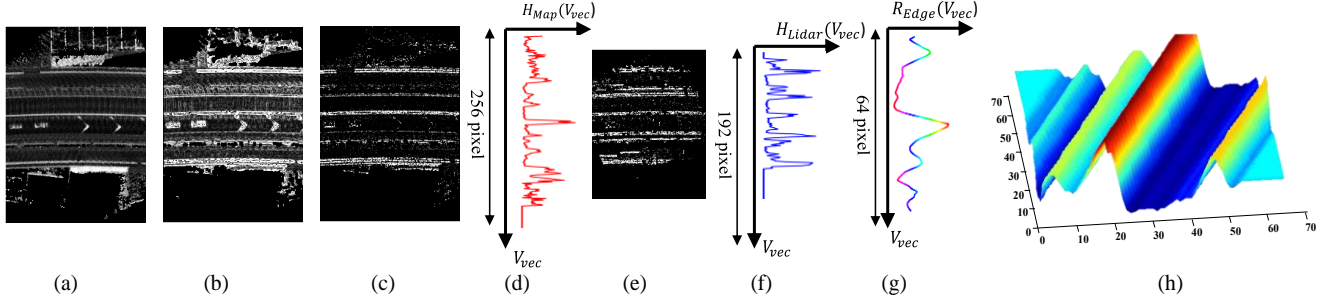 H_Map(V_vec)
256 pixel
V_vec
H_Lidar(V_vec)
192 pixel
V_vec
R_Edge(V_vec)
64 pixel
V_vec
70
60
50
40
30
20
10
0
0 10 20 30 40 50 60 70
(a) (b) (c) (d) (e) (f) (g) (h)